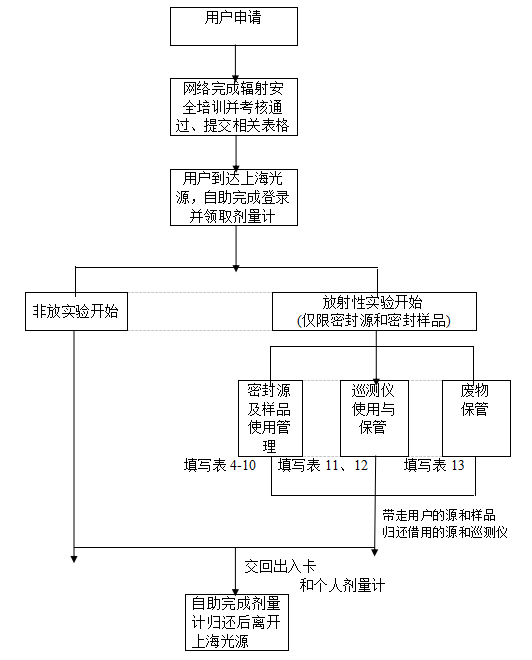 用户申请
网络完成辐射安
全培训并考核通
过、提交相关表格
用户到达上海光
源，自助完成登录
并领取剂量计
非放实验开始
放射性实验开始
(仅限密封源和密封样品)
密封源
及样品
使用管
理
巡测仪
使用与
保管
废物
保管
填写表 4-10
填写表 11、12
填写表 13
带走用户的源和样品
归还借用的源和巡测仪
交回出入卡
和个人剂量计
自助完成剂量
计归还后离开
上海光源